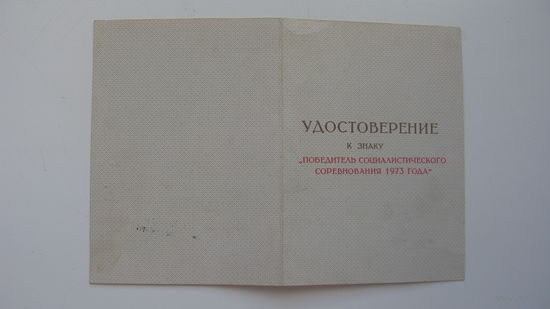 УДОСТОВЕРЕНИЕ
К ЗНАКУ
„ПОБЕДИТЕЛЬ СОЦИАЛИСТИЧЕСКОГО
СОРЕВНОВАНИЯ 1973 ГОДА"